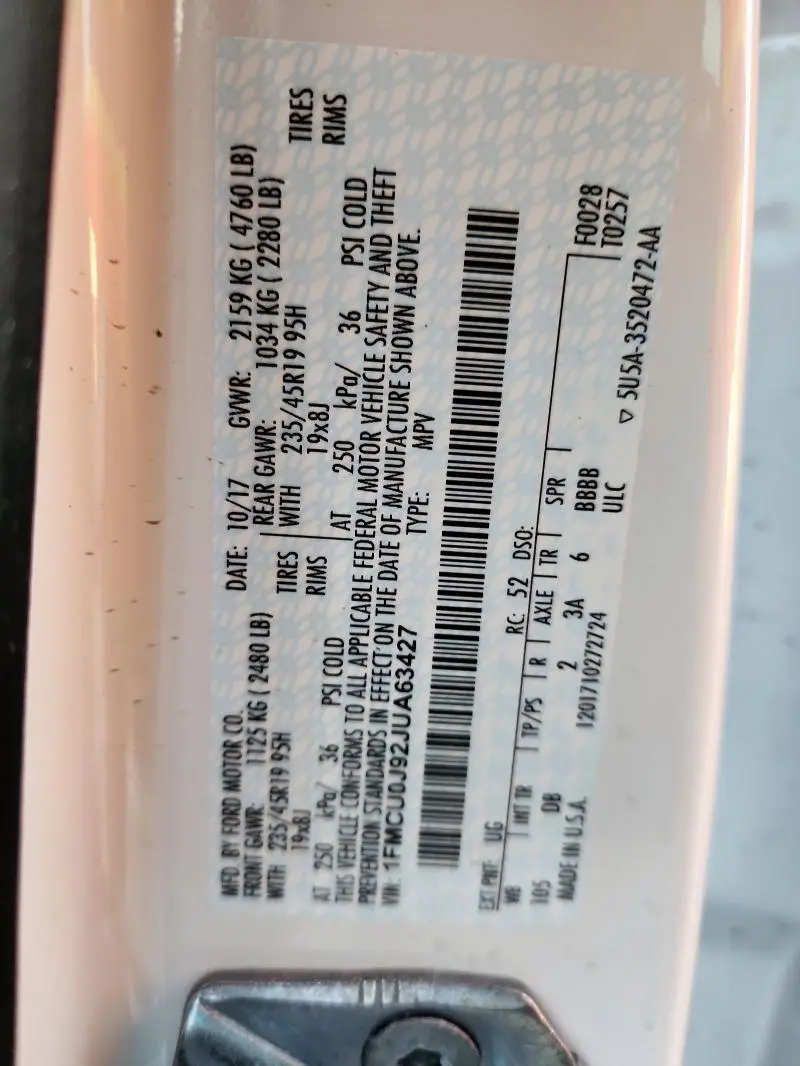 MFD. BY FORD MOTOR CO.
DATE: 10/17 GVWR: 2159 KG ( 4760 LB)
FRONT GAWR: 1125 KG ( 2480 LB) REAR GAWR: 1034 KG ( 2280 LB)
WITH 235/45R19 95H TIRES WITH 235/45R19 95H TIRES
19x8J RIMS 19x8J RIMS
AT 250 kPa/ 36 PSI COLD AT 250 kPa/ 36 PSI COLD
THIS VEHICLE CONFORMS TO ALL APPLICABLE FEDERAL MOTOR VEHICLE SAFETY AND THEFT
PREVENTION STANDARDS IN EFFECT ON THE DATE OF MANUFACTURE SHOWN ABOVE.
VIN: 1FMCU0J92JUA63427 TYPE: MPV
EXT PNT: UG RC: 52 DSO:
WB INT TR TP/PS R AXLE TR SPR F0028
105 DB 2 3A 6 BBBB T0257
ULC
MADE IN U.S.A. 1201710272724 ▽ 5U5A-3520472-AA